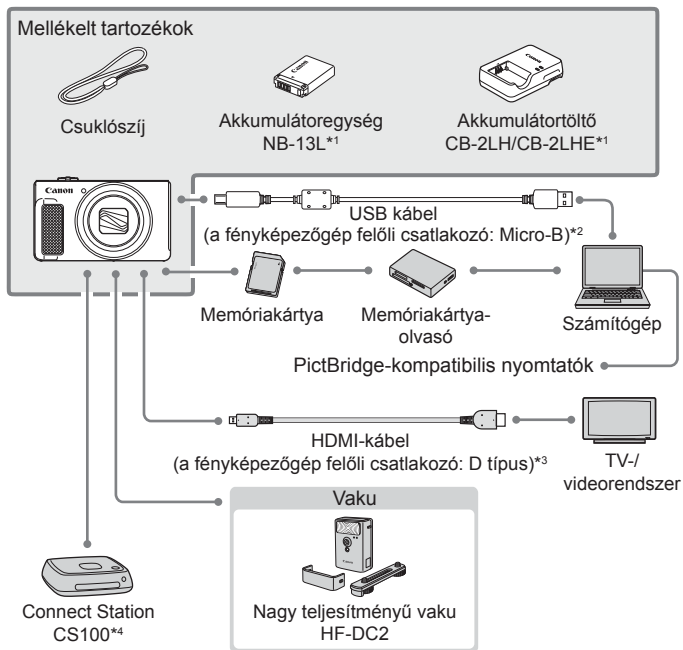 Mellékelt tartozékok
Csuklószíj
Akkumulátoregység
NB-13L*1
Akkumulátortöltő
CB-2LH/CB-2LHE*1
Canon
USB kábel
(a fényképezőgép felőli csatlakozó: Micro-B)*2
Memóriakártya
Memóriakártya-
olvasó
Számítógép
PictBridge-kompatibilis nyomtatók
HDMI-kábel
(a fényképezőgép felőli csatlakozó: D típus)*3
TV-/
videorendszer
Vaku
Nagy teljesítményű vaku
HF-DC2
Connect Station
CS100*4